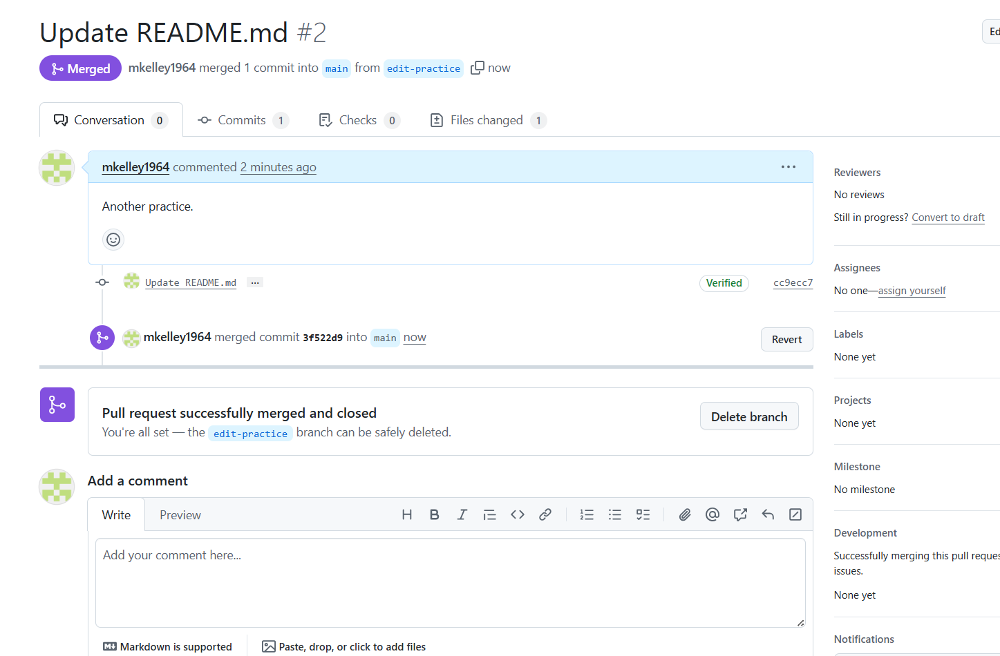 Update README.md #2
Ed
Merged mkelley1964 merged 1 commit into main from edit-practice now
Conversation 0 Commits 1 Checks 0 Files changed 1
mkelley1964 commented 2 minutes ago
Another practice.
Update README.md ... Verified cc9ecc7
mkelley1964 merged commit 3f522d9 into main now Revert
Pull request successfully merged and closed
You're all set — the edit-practice branch can be safely deleted.
Delete branch
Add a comment
Write Preview
Add your comment here...
Markdown is supported Paste, drop, or click to add files
Reviewers
No reviews
Still in progress? Convert to draft
Assignees
No one—assign yourself
Labels
None yet
Projects
None yet
Milestone
No milestone
Development
Successfully merging this pull reques
issues.
None yet
Notifications